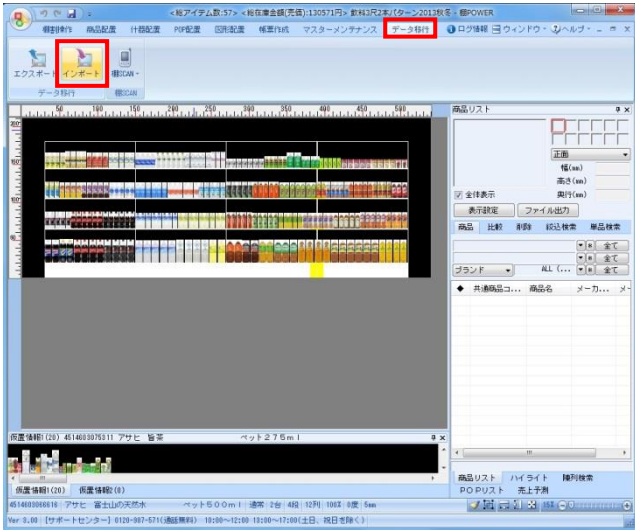 <総アイテム数:57> <総在庫金額(売価):130571円> 飲料3尺2本パターン2013秋冬 - 棚POWER
棚割操作 商品配置 什器配置 POP配置 図形配置 帳票作成 マスターメンテナンス データ移行 ログ情報 ウィンドウ ヘルプ
エクスポート インポート 棚SCAN
データ移行 棚SCAN
50 100 150 200 250 300 350 400 450 500
商品リスト
正面
幅(mm)
高さ(mm)
全体表示 奥行(mm)
表示設定 ファイル出力
商品 比較 削除 絞込検索 単品検索
全て
ブランド ALL (... 全て
◆ 共通商品コ... 商品名 メーカ... メー
仮置情報1(20) 4514603075311 アサヒ 旨茶 ペット275ml
仮置情報1(20) 仮置情報2(0)
商品リスト ハイライト 陳列検索
POPリスト 売上予測
アサヒ 富士山の天然水 ペット500ml 通常 2台 4段 12列 100% 0度 5mm
Ver 8.00 [サポートセンター] 0120-987-571(通話無料) 10:00～12:00 13:00～17:00(土日、祝日を除く)